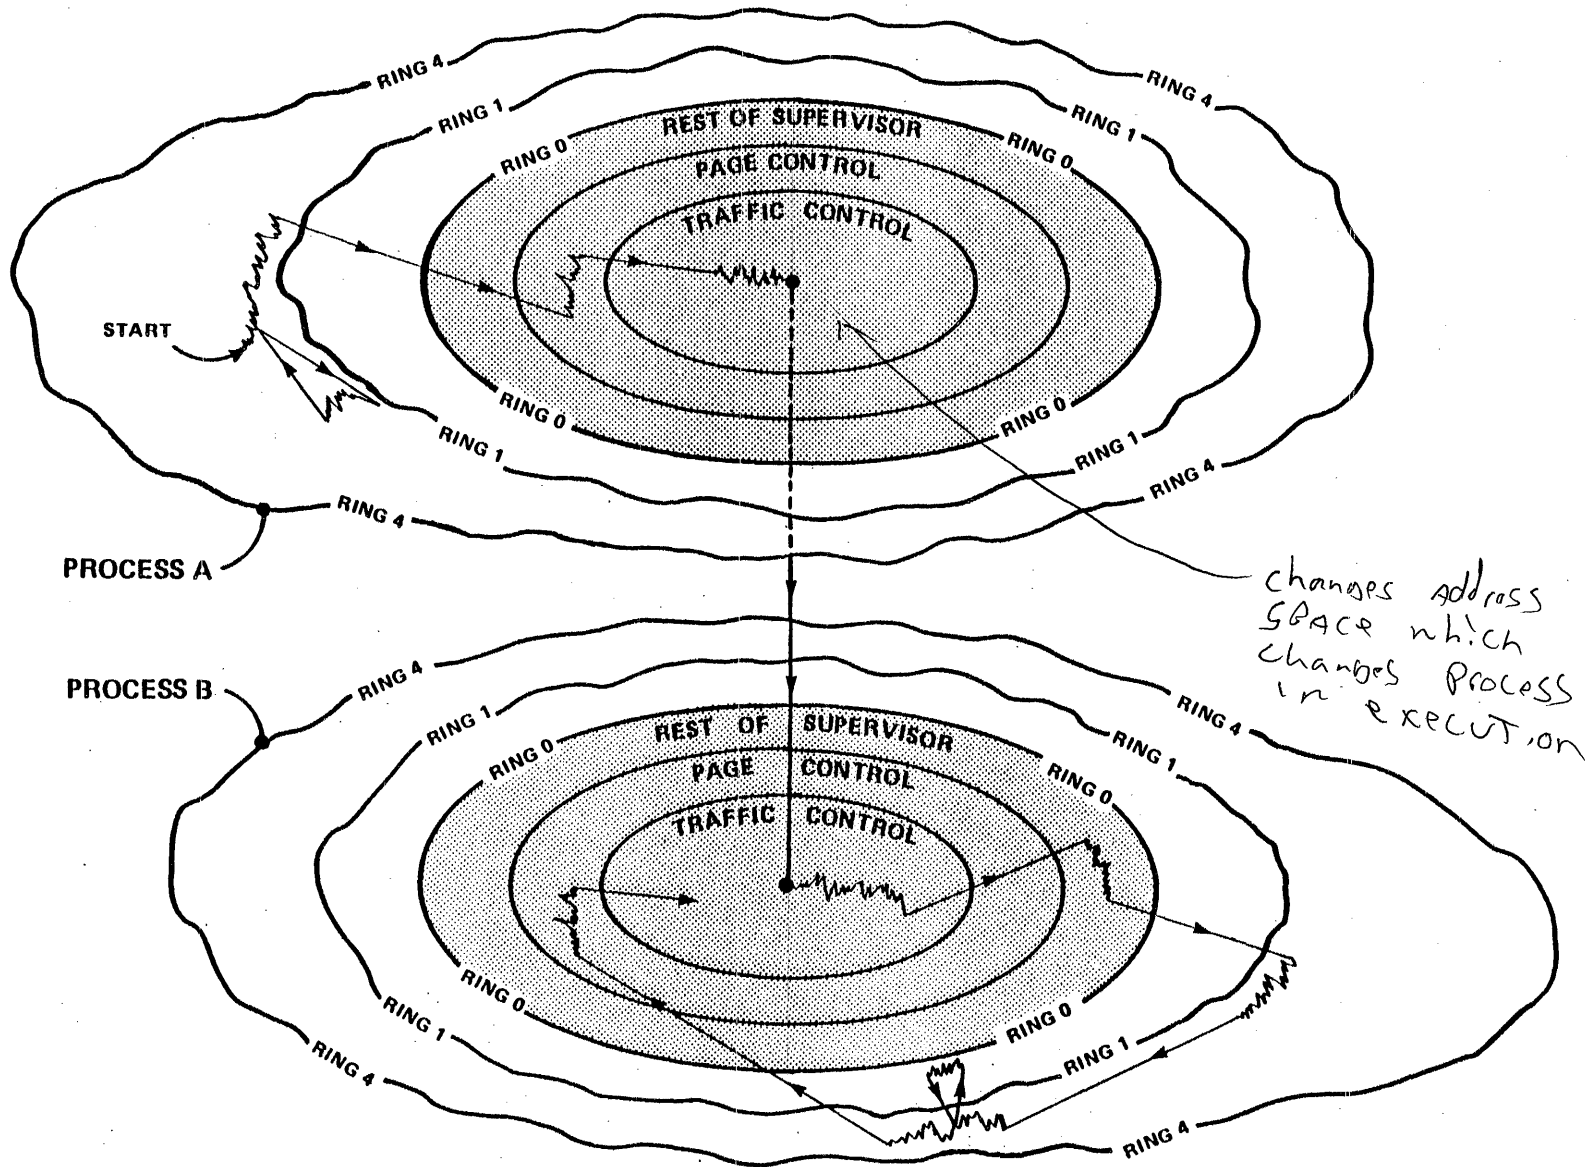 RING 4
RING 4
RING 1
RING 1
REST OF SUPERVISOR
RING 0
RING 0
PAGE CONTROL
TRAFFIC CONTROL
START
RING 0
RING 0
RING 1
RING 1
RING 4
RING 4
PROCESS A
changes address
space which
changes process
in execution
PROCESS B
RING 4
RING 4
RING 1
RING 1
REST OF SUPERVISOR
RING 0
RING 0
PAGE CONTROL
TRAFFIC CONTROL
RING 0
RING 0
RING 1
RING 1
RING 4
RING 4